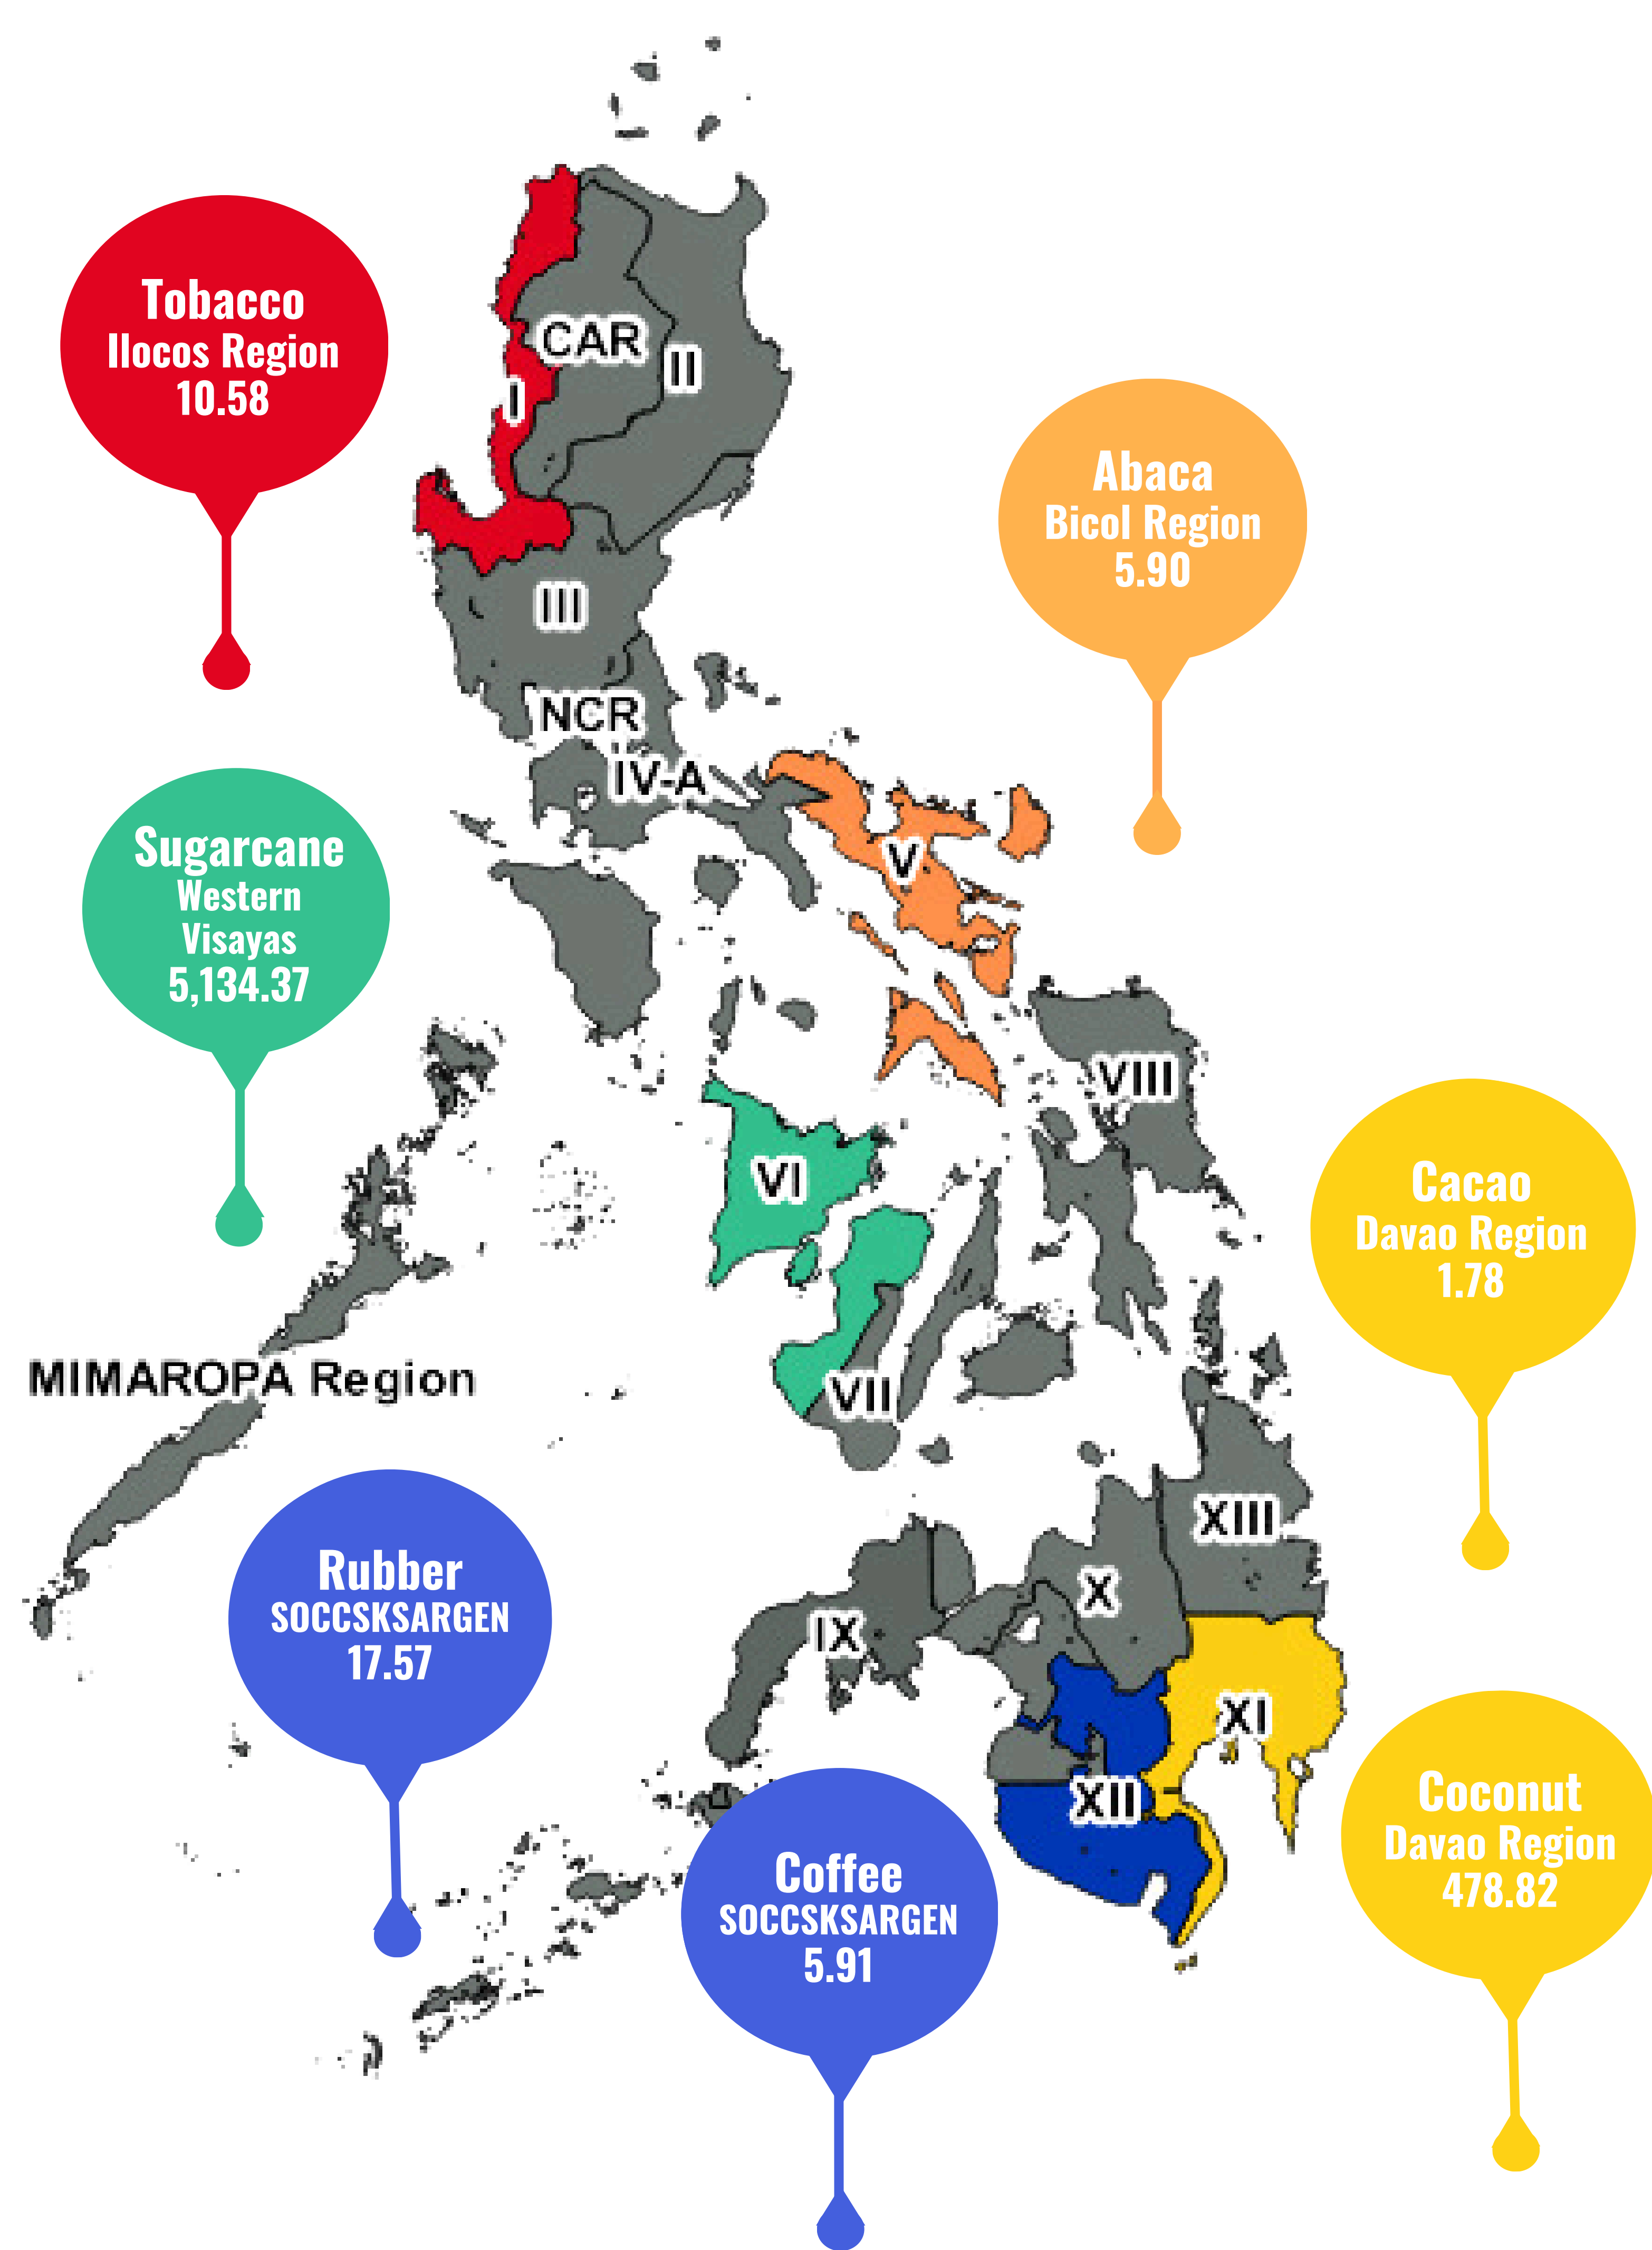 Tobacco
Ilocos Region
10.58
CAR
II
I
Abaca
Bicol Region
5.90
III
NCR
IV-A
Sugarcane
Western
Visayas
5,134.37
V
VIII
VI
Cacao
Davao Region
1.78
MIMAROPA Region
VII
XIII
Rubber
SOCCSKSARGEN
17.57
X
IX
XI
XII
Coconut
Davao Region
478.82
Coffee
SOCCSKSARGEN
5.91